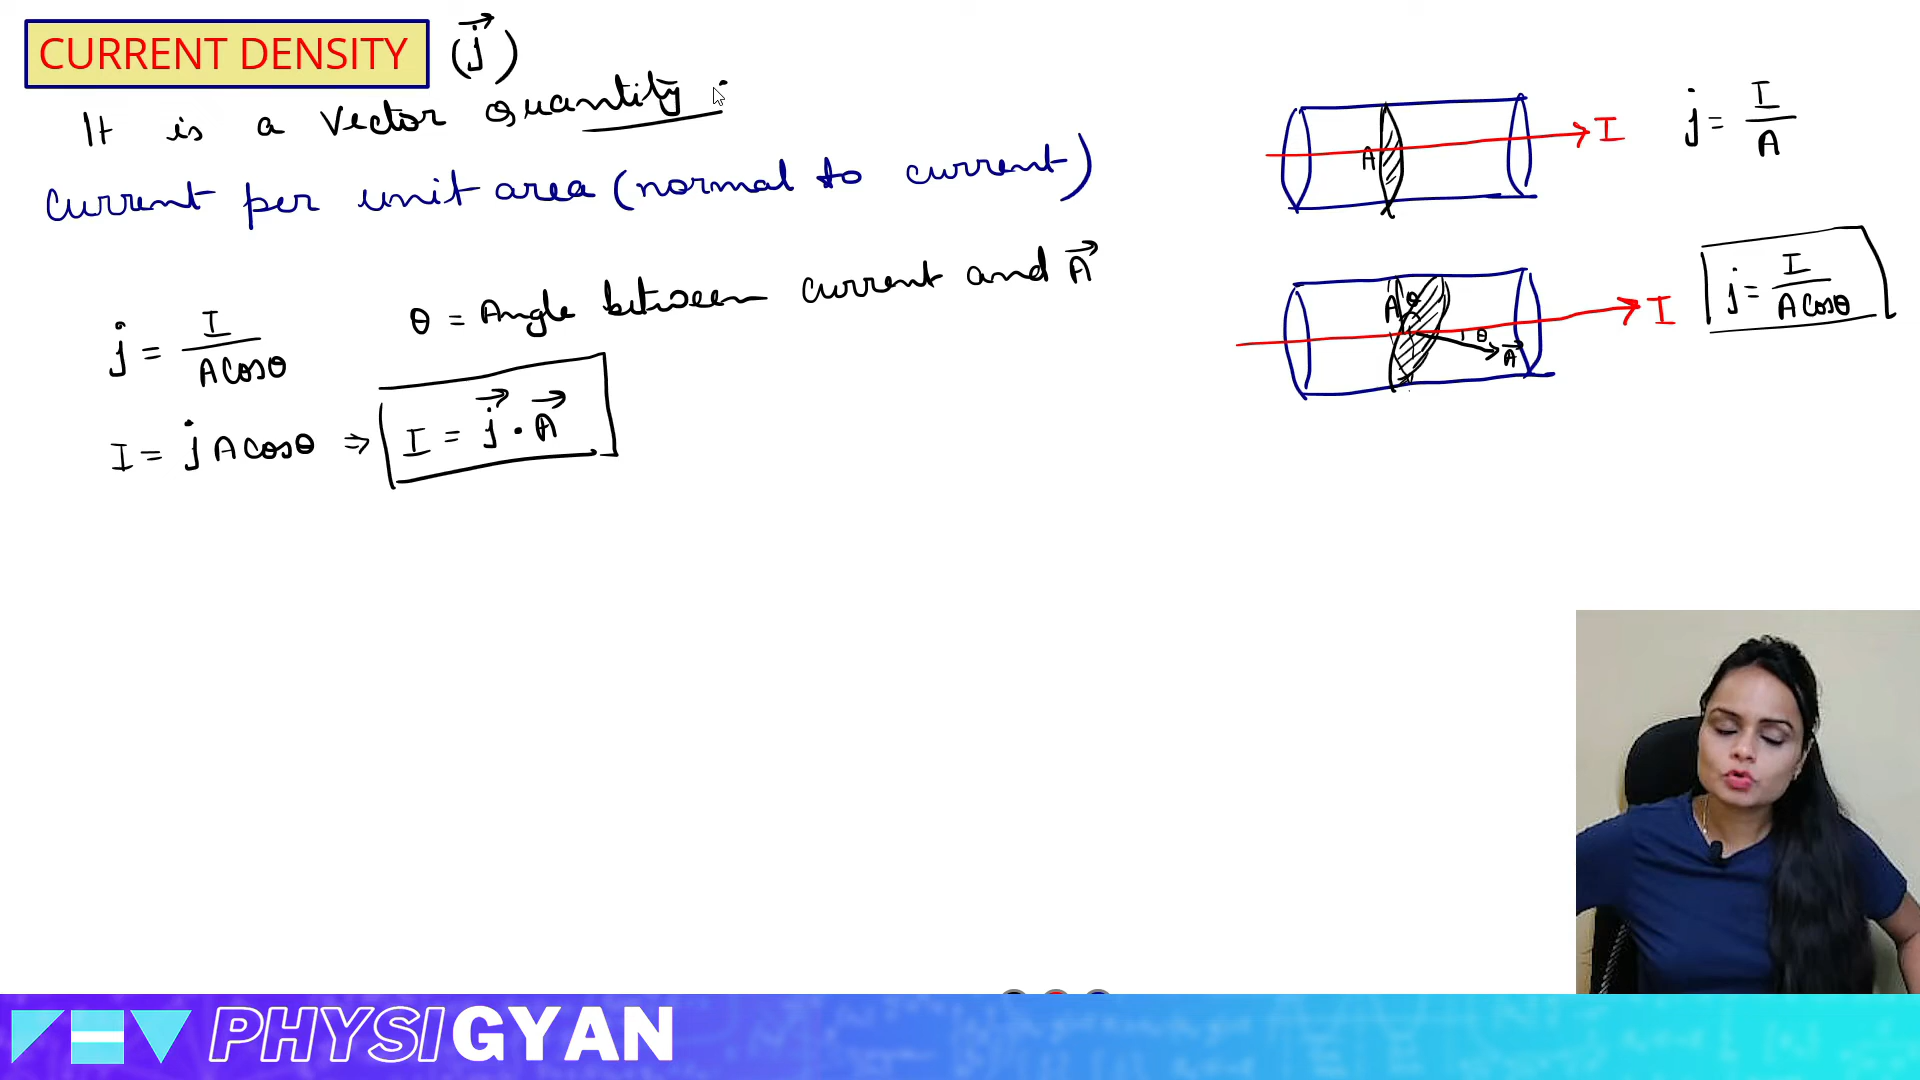 CURRENT DENSITY (j⃗)
It is a vector quantity.
Current per unit area (normal to current)
j = I / A cosθ
θ = Angle between current and A⃗
I = j A cosθ ⇒ I = j⃗ · A⃗
A I
j = I / A
A θ θ A⃗ I
j = I / A cosθ
PHYSIGYAN